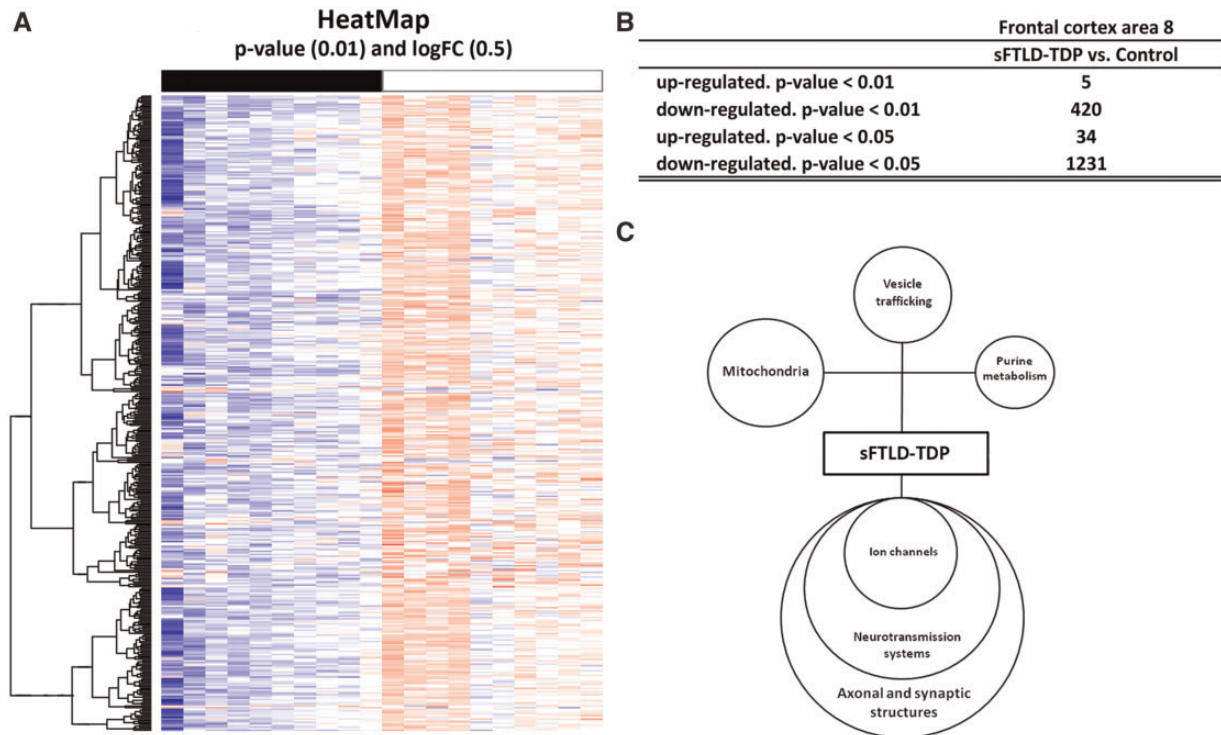 A
HeatMap
p-value (0.01) and logFC (0.5)
B
Frontal cortex area 8
sFTLD-TDP vs. Control
up-regulated. p-value < 0.01 5
down-regulated. p-value < 0.01 420
up-regulated. p-value < 0.05 34
down-regulated. p-value < 0.05 1231
C
Vesicle
trafficking
Mitochondria
Purine
metabolism
sFTLD-TDP
Ion channels
Neurotransmission
systems
Axonal and synaptic
structures